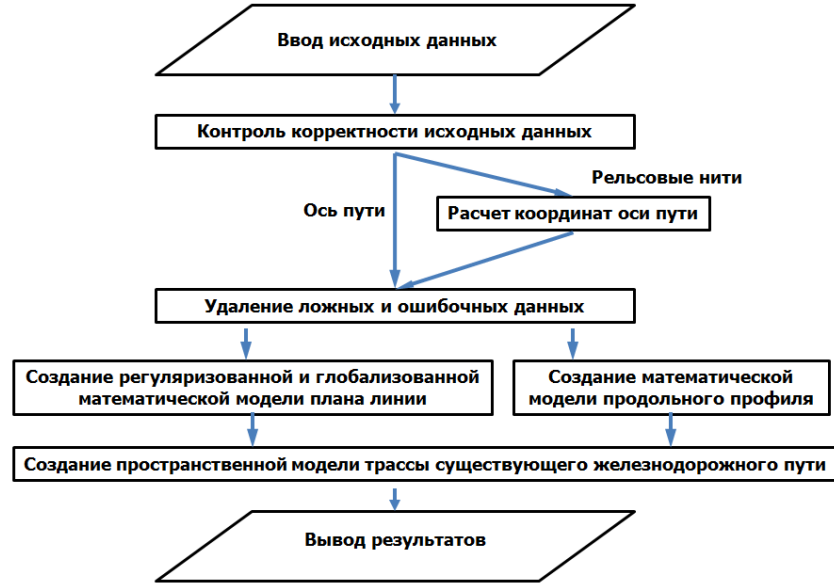 Ввод исходных данных
Контроль корректности исходных данных
Рельсовые нити
Ось пути
Расчет координат оси пути
Удаление ложных и ошибочных данных
Создание регуляризованной и глобализованной
математической модели плана линии
Создание математической
модели продольного профиля
Создание пространственной модели трассы существующего железнодорожного пути
Вывод результатов